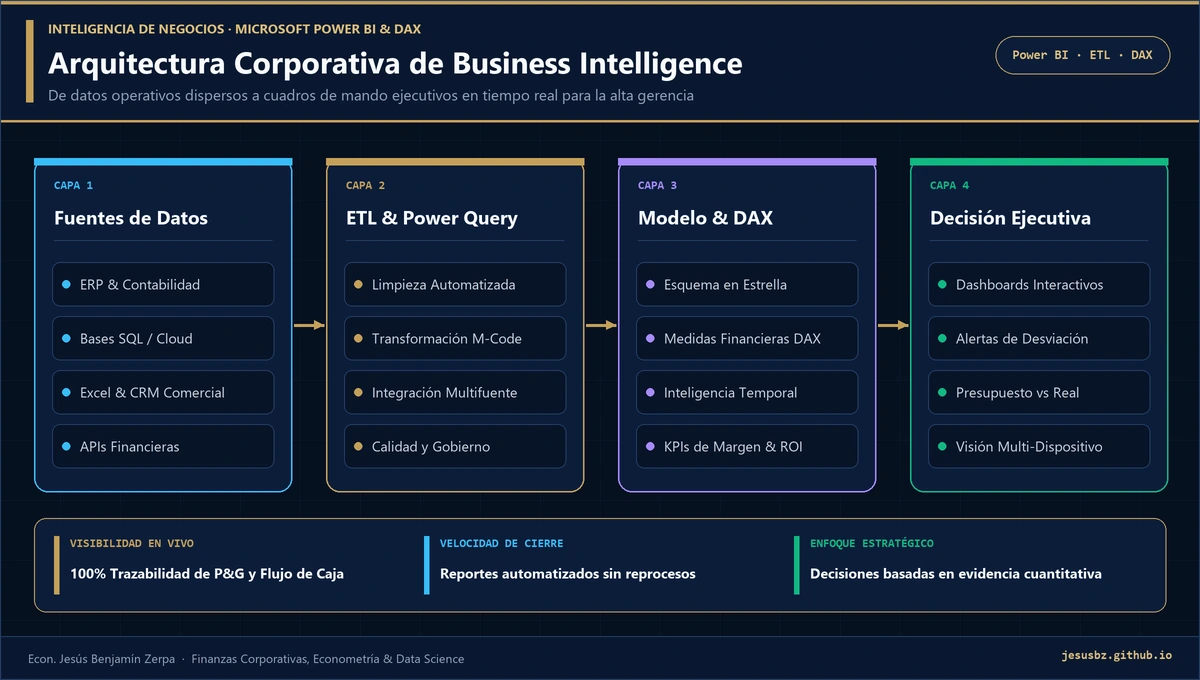 INTELIGENCIA DE NEGOCIOS · MICROSOFT POWER BI & DAX
Arquitectura Corporativa de Business Intelligence
De datos operativos dispersos a cuadros de mando ejecutivos en tiempo real para la alta gerencia
Power BI · ETL · DAX
CAPA 1
Fuentes de Datos
ERP & Contabilidad
Bases SQL / Cloud
Excel & CRM Comercial
APIs Financieras
CAPA 2
ETL & Power Query
Limpieza Automatizada
Transformación M-Code
Integración Multifuente
Calidad y Gobierno
CAPA 3
Modelo & DAX
Esquema en Estrella
Medidas Financieras DAX
Inteligencia Temporal
KPIs de Margen & ROI
CAPA 4
Decisión Ejecutiva
Dashboards Interactivos
Alertas de Desviación
Presupuesto vs Real
Visión Multi-Dispositivo
VISIBILIDAD EN VIVO
100% Trazabilidad de P&G y Flujo de Caja
VELOCIDAD DE CIERRE
Reportes automatizados sin reprocesos
ENFOQUE ESTRATÉGICO
Decisiones basadas en evidencia cuantitativa
Econ. Jesús Benjamín Zerpa · Finanzas Corporativas, Econometría & Data Science
jesusbz.github.io